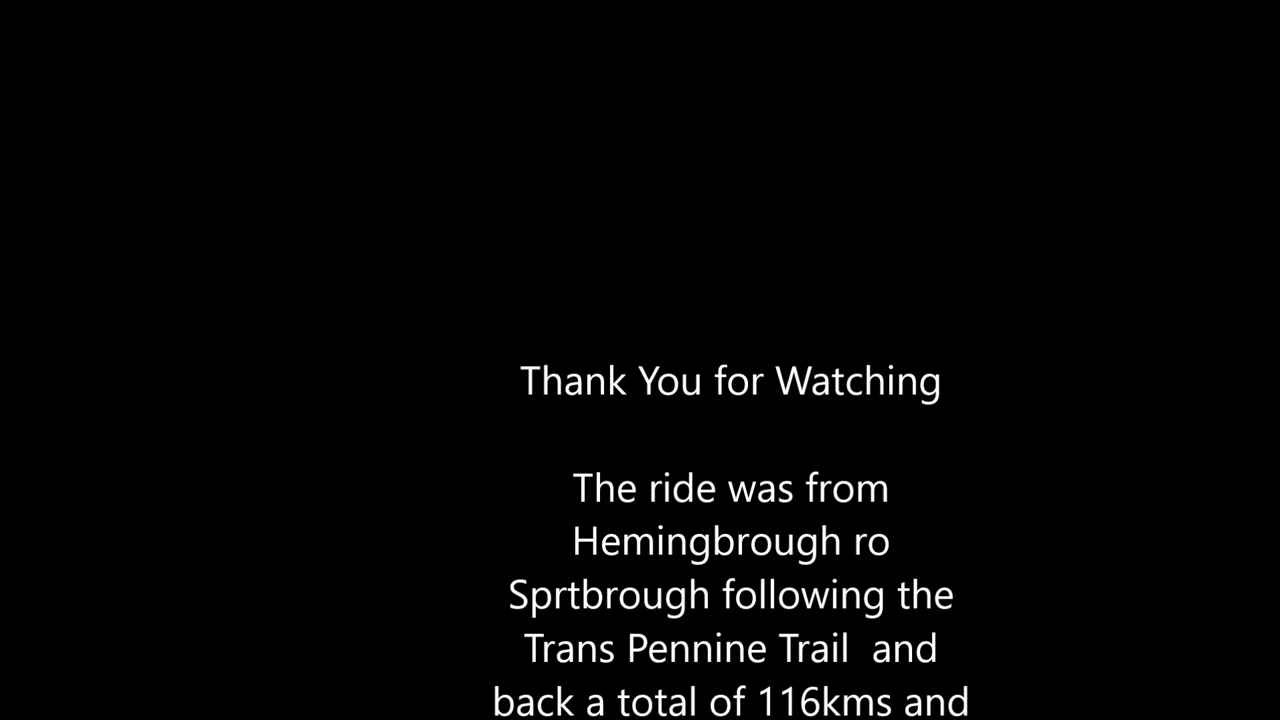 Thank You for Watching
The ride was from
Hemingbrough ro
Sprtbrough following the
Trans Pennine Trail  and
back a total of 116kms and